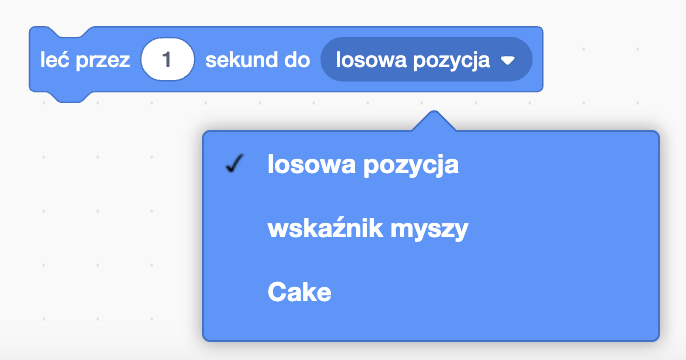 leć przez 1 sekund do losowa pozycja
losowa pozycja
wskaźnik myszy
Cake